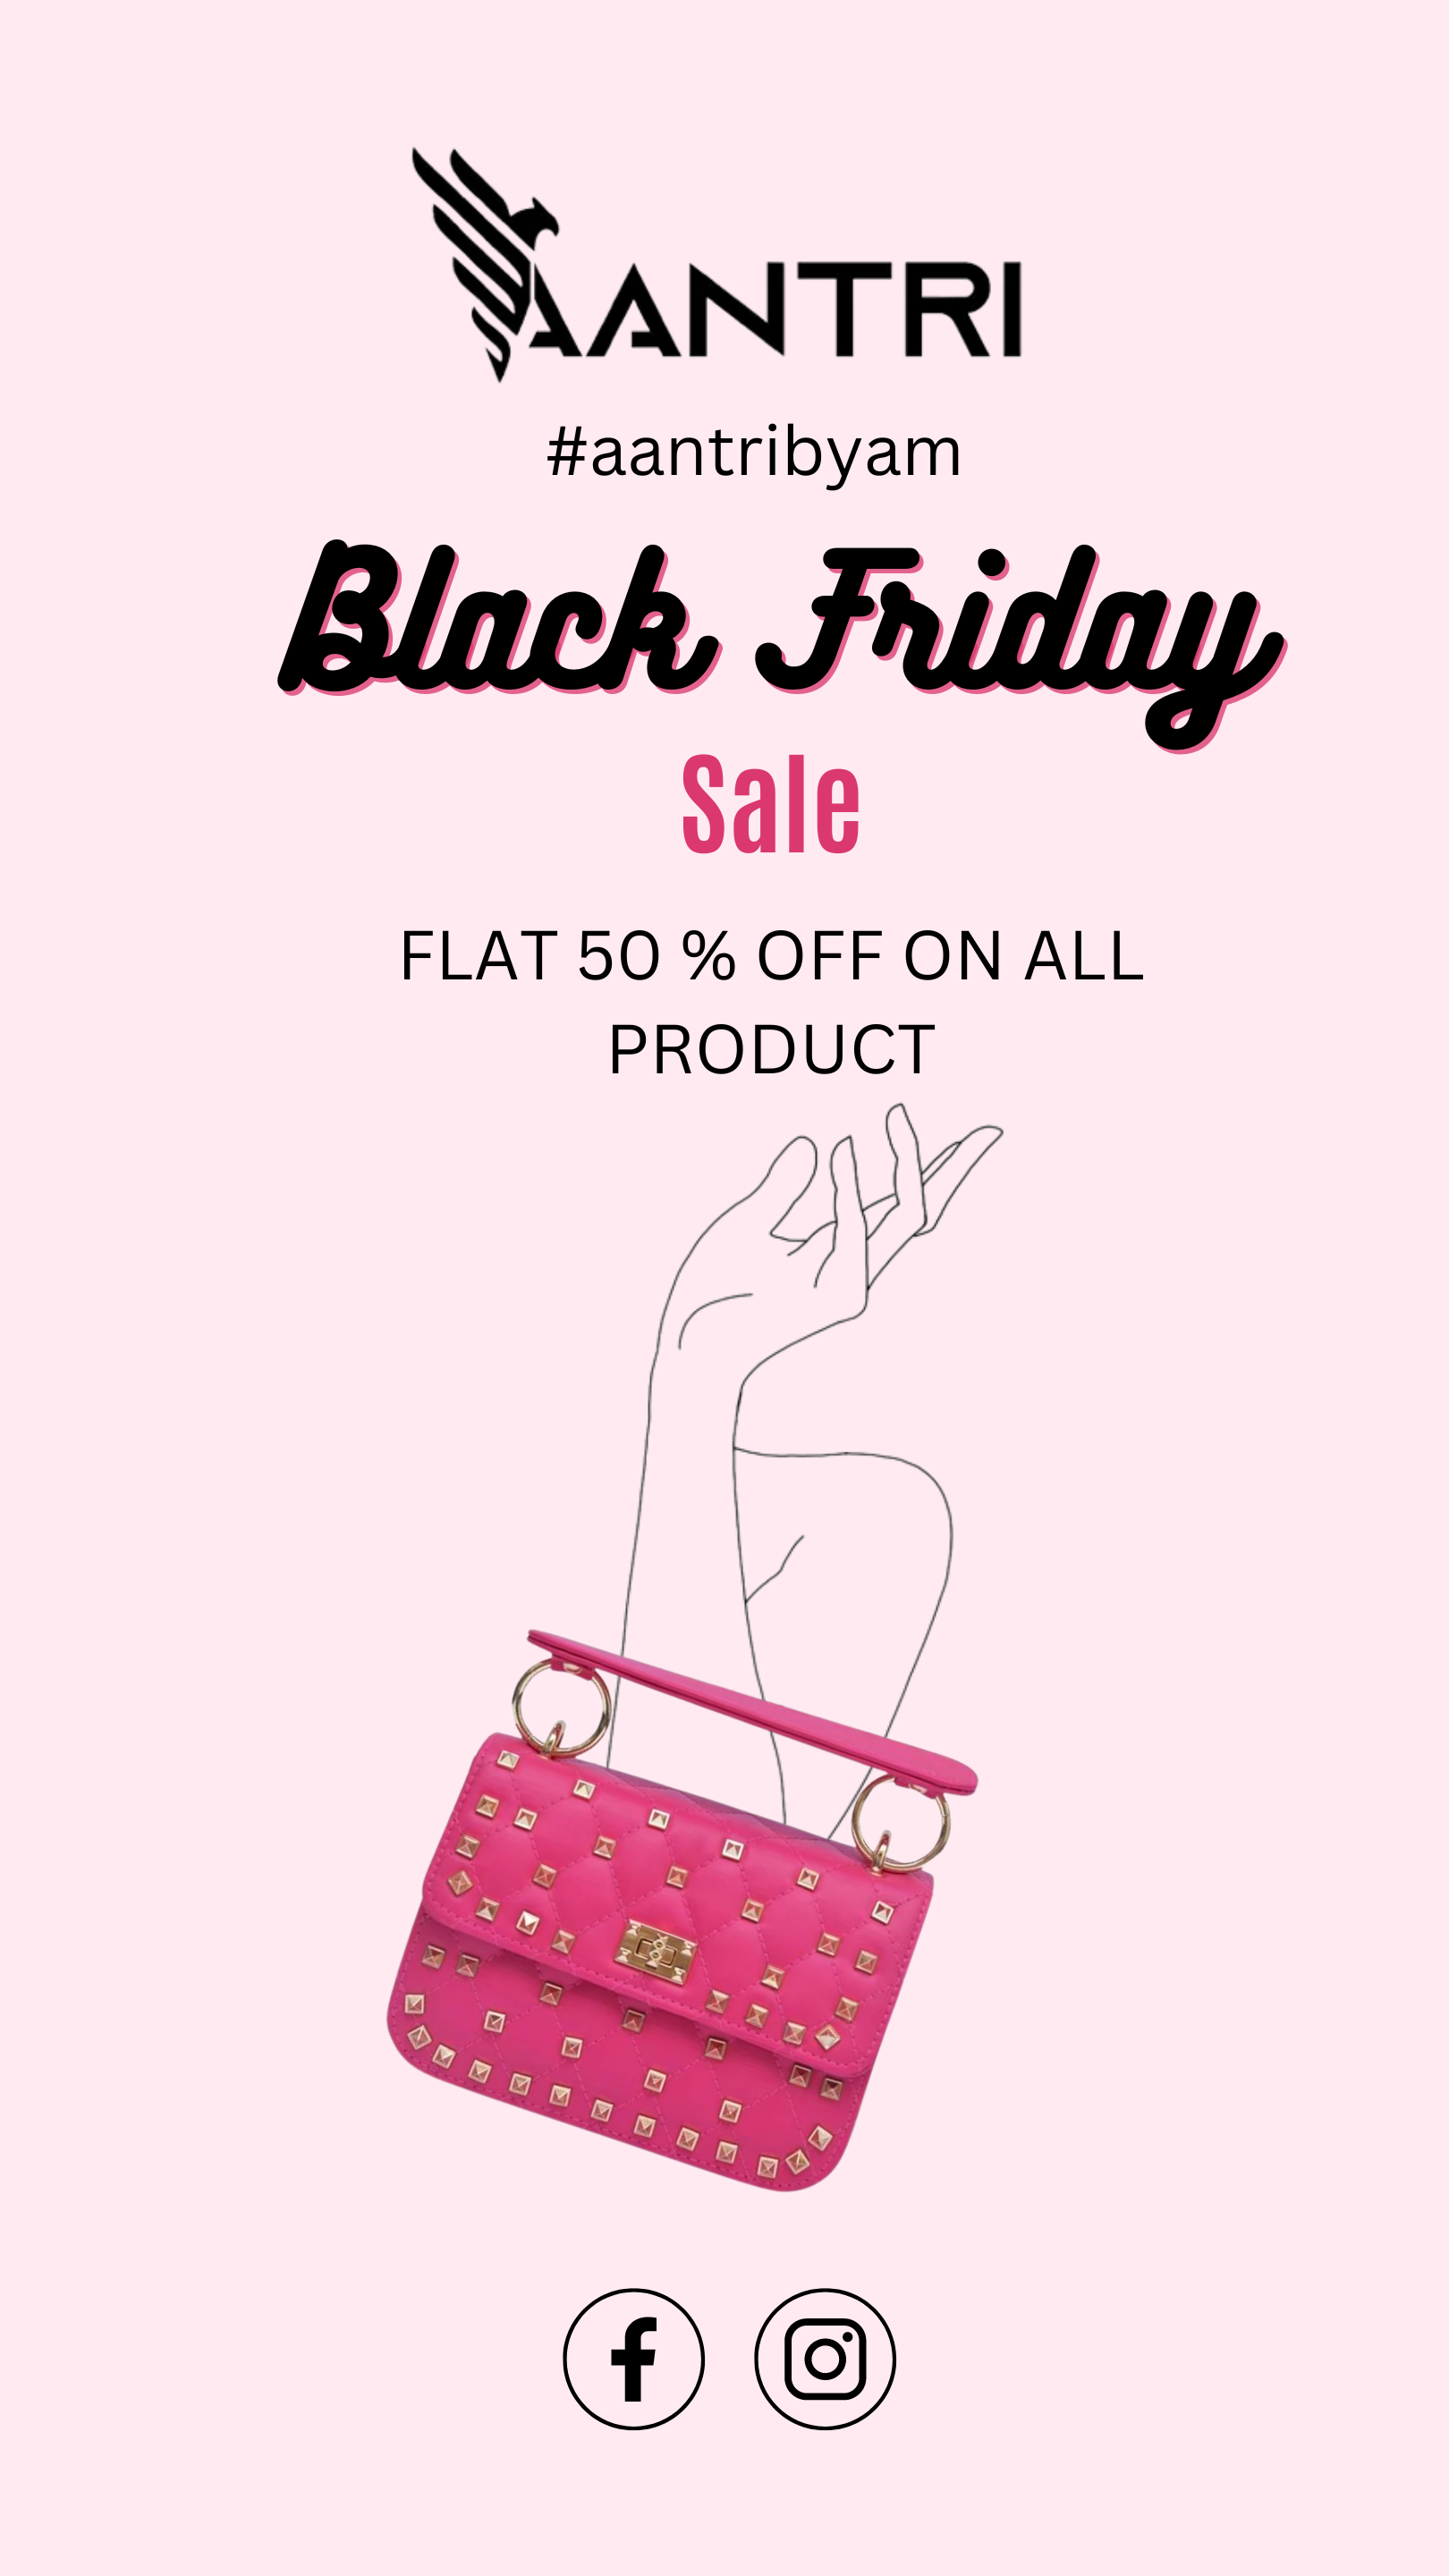 AANTRI
#aantribyam
Black Friday
Sale
FLAT 50 % OFF ON ALL
PRODUCT